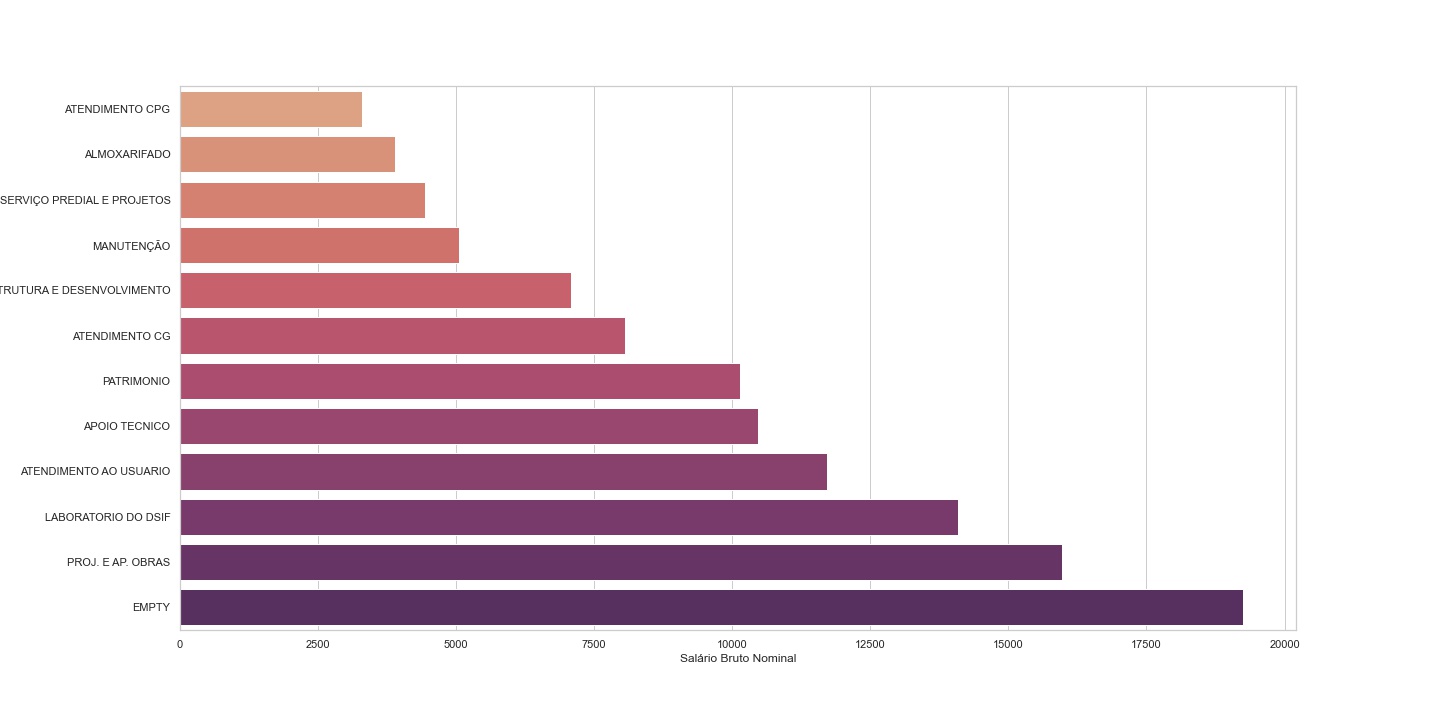 ATENDIMENTO CPG
ALMOXARIFADO
SERVIÇO PREDIAL E PROJETOS
MANUTENÇÃO
TRUTURA E DESENVOLVIMENTO
ATENDIMENTO CG
PATRIMONIO
APOIO TECNICO
ATENDIMENTO AO USUARIO
LABORATORIO DO DSIF
PROJ. E AP. OBRAS
EMPTY
0 2500 5000 7500 10000 12500 15000 17500 20000
Salário Bruto Nominal